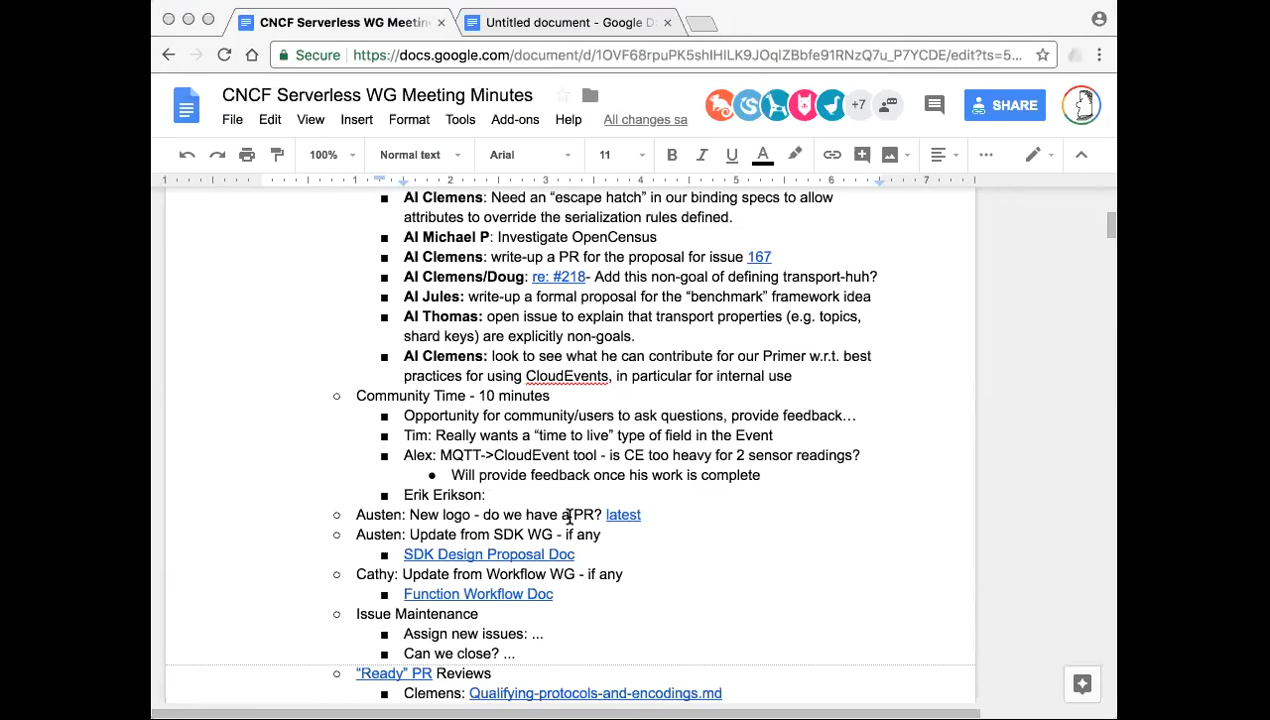 CNCF Serverless WG Meetin
Untitled document - Google D
Secure
https://docs.google.com/document/d/1OVF68rpuPK5shIHILK9JOqlZBbfe91RNzQ7u_P7YCDE/edit?ts=5...
CNCF Serverless WG Meeting Minutes
+7
SHARE
File Edit View Insert Format Tools Add-ons Help All changes sa
100% Normal text Arial 11 B I U A
1 1 2 3 4 5 6 7
AI Clemens: Need an “escape hatch” in our binding specs to allow
attributes to override the serialization rules defined.
AI Michael P: Investigate OpenCensus
AI Clemens: write-up a PR for the proposal for issue 167
AI Clemens/Doug: re: #218- Add this non-goal of defining transport-huh?
AI Jules: write-up a formal proposal for the “benchmark” framework idea
AI Thomas: open issue to explain that transport properties (e.g. topics,
shard keys) are explicitly non-goals.
AI Clemens: look to see what he can contribute for our Primer w.r.t. best
practices for using CloudEvents, in particular for internal use
Community Time - 10 minutes
Opportunity for community/users to ask questions, provide feedback…
Tim: Really wants a “time to live” type of field in the Event
Alex: MQTT->CloudEvent tool - is CE too heavy for 2 sensor readings?
Will provide feedback once his work is complete
Erik Erikson:
Austen: New logo - do we have a PR? latest
Austen: Update from SDK WG - if any
SDK Design Proposal Doc
Cathy: Update from Workflow WG - if any
Function Workflow Doc
Issue Maintenance
Assign new issues: ...
Can we close? ...
“Ready” PR Reviews
Clemens: Qualifying-protocols-and-encodings.md